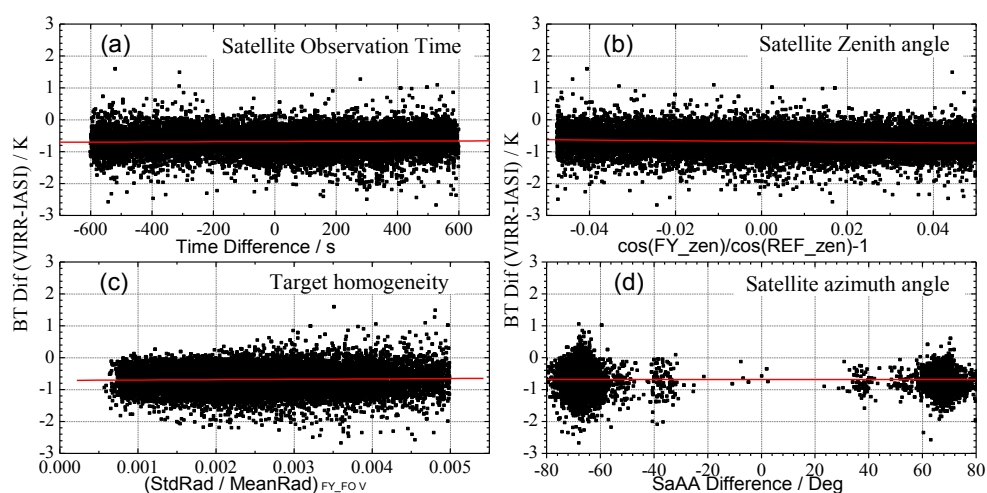 (a) Satellite Observation Time
3
2
1
0
-1
-2
-3
-600 -400 -200 0 200 400 600
Time Difference / s
BT Dif (VIRR-IASI) / K
(b) Satellite Zenith angle
3
2
1
0
-1
-2
-3
-0.04 -0.02 0.00 0.02 0.04
cos(FY_zen)/cos(REF_zen)-1
BT Dif (VIRR-IASI) / K
(c) Target homogeneity
3
2
1
0
-1
-2
-3
0.000 0.001 0.002 0.003 0.004 0.005
(StdRad / MeanRad) FY_FO V
(d) Satellite azimuth angle
3
2
1
0
-1
-2
-3
-80 -60 -40 -20 0 20 40 60 80
SaAA Difference / Deg